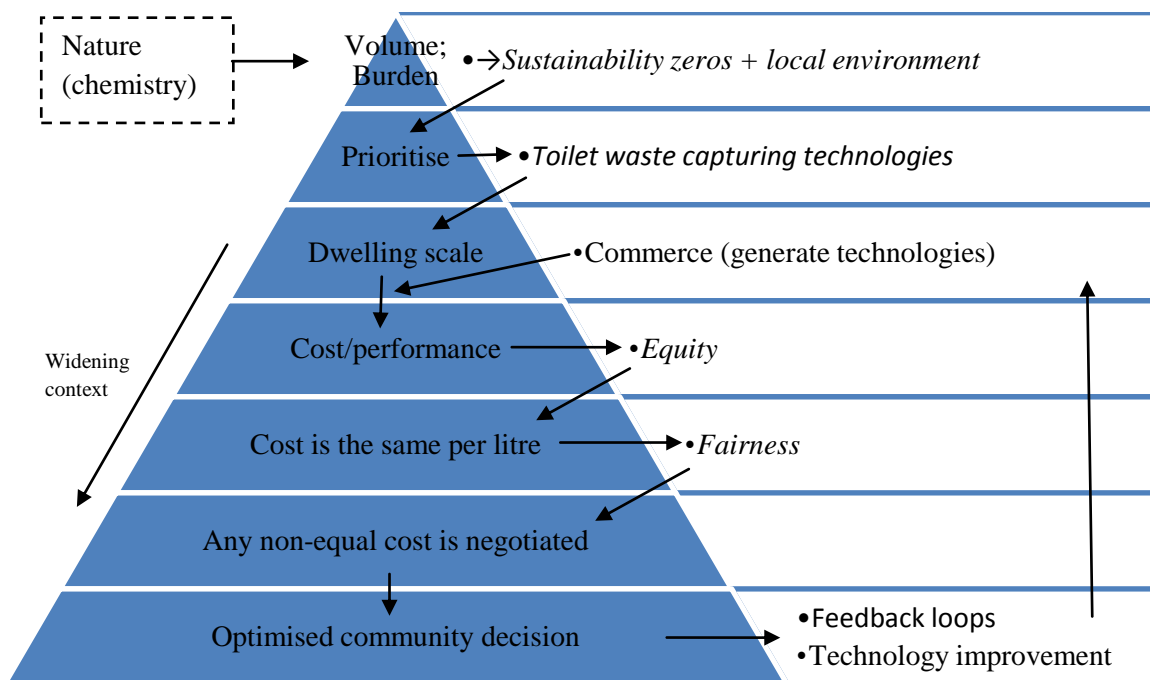 Nature
(chemistry)
Volume;
Burden
•→Sustainability zeros + local environment
Prioritise
•Toilet waste capturing technologies
Dwelling scale
•Commerce (generate technologies)
Widening
context
Cost/performance
•Equity
Cost is the same per litre
•Fairness
Any non-equal cost is negotiated
Optimised community decision
•Feedback loops
•Technology improvement